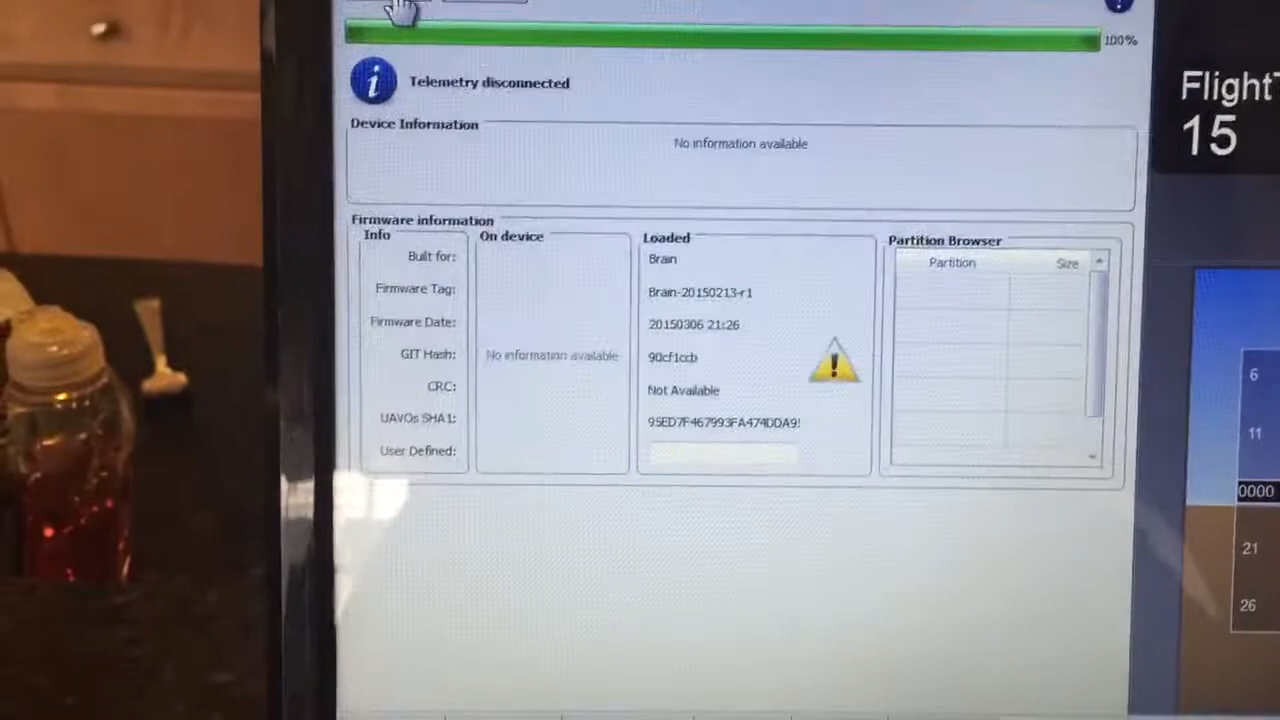 100%
Telemetry disconnected
Flight
15
Device Information
No information available
Firmware information
Info
On device
Loaded
Partition Browser
Built for:
Brain
Partition
Size
Firmware Tag:
Brain-20150213-r1
Firmware Date:
20150306 21:26
GIT Hash:
No information available
90cf1ccb
CRC:
Not Available
UAVOs SHA1:
95ED7F467993FA474DDA9!
User Defined:
6
11
0000
21
26